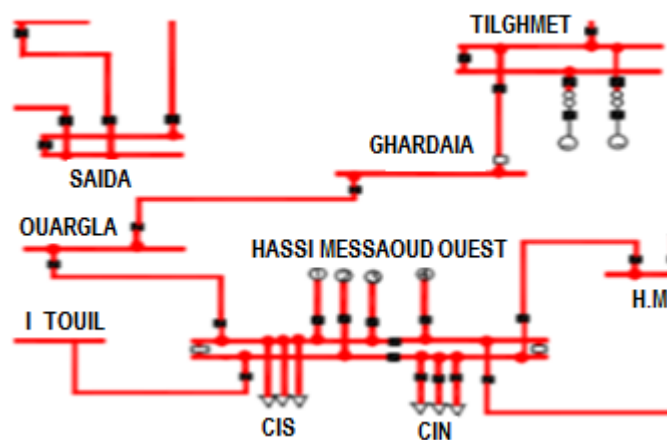 TILGHMET
GHARDAIA
SAIDA
OUARGLA
HASSI MESSAOUD OUEST
I TOUIL
H.M
CIS
CIN